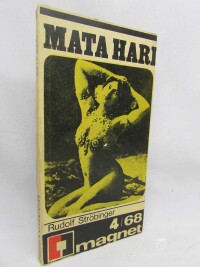 MATA HARI
Rudolf Ströbinger
4/68
magnet